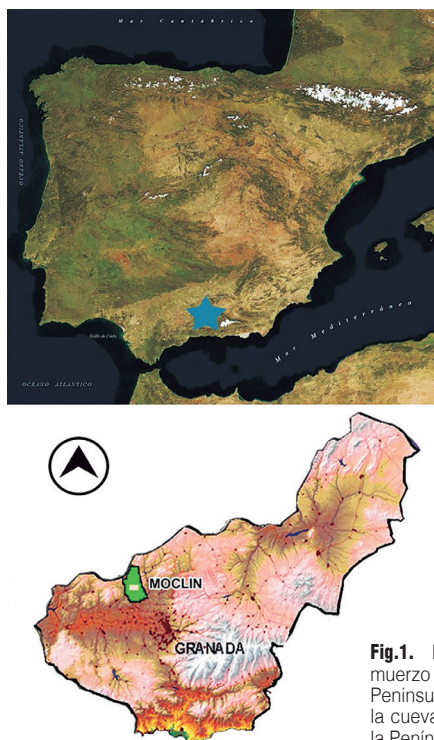 Mar Cantábrico
OCÉANO ATLÁNTICO
Golfo de Cádiz
Mar Mediterráneo
OCÉANO ATLÁNTICO
MOCLIN
GRANADA
Fig.1.
muerzo
Peninsu
la cueva
la Penín